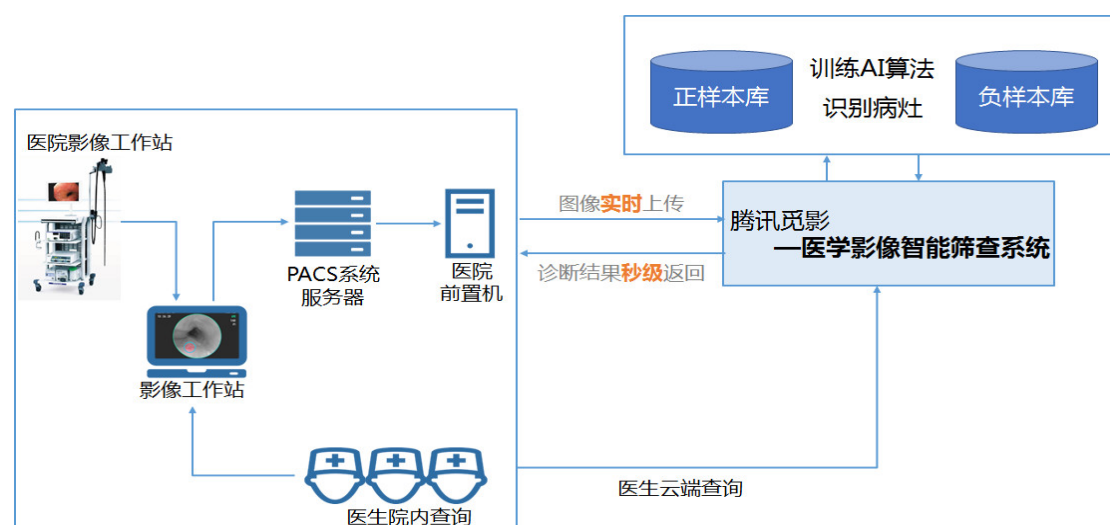 训练AI算法
识别病灶
正样本库
负样本库
医院影像工作站
PACS系统
服务器
医院
前置机
图像实时上传
诊断结果秒级返回
腾讯觅影
—医学影像智能筛查系统
影像工作站
医生院内查询
医生云端查询